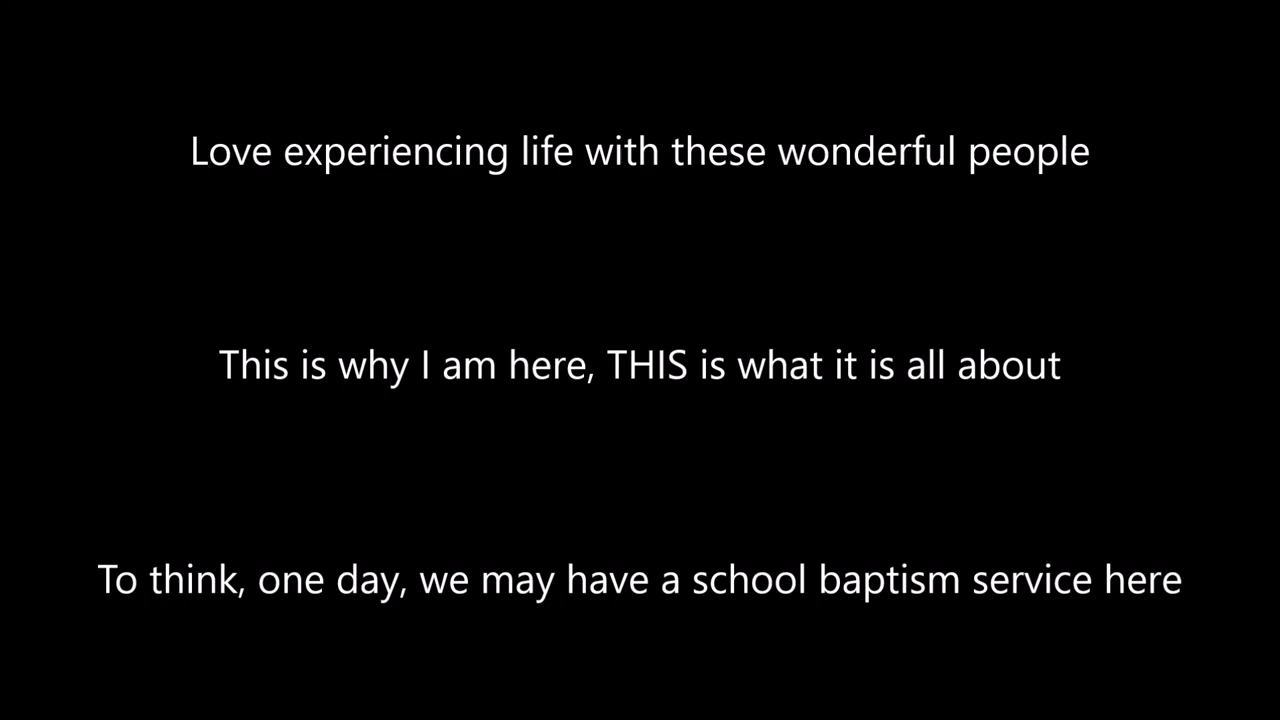 Love experiencing life with these wonderful people
This is why I am here, THIS is what it is all about
To think, one day, we may have a school baptism service here